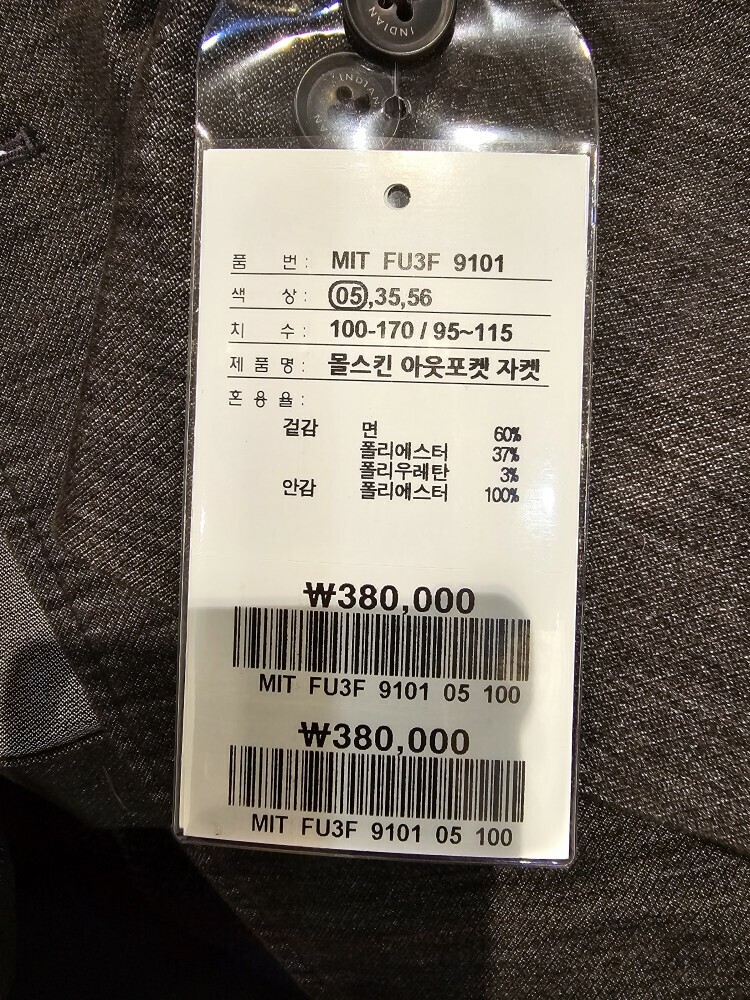 INDIAN
INDIAN
품 번 : MIT FU3F 9101
색 상 : 05,35,56
치 수 : 100-170 / 95~115
제 품 명 : 몰스킨 아웃포켓 자켓
혼 용 율 :
겉감 면 60%
폴리에스터 37%
폴리우레탄 3%
안감 폴리에스터 100%
₩380,000
MIT FU3F 9101 05 100
₩380,000
MIT FU3F 9101 05 100